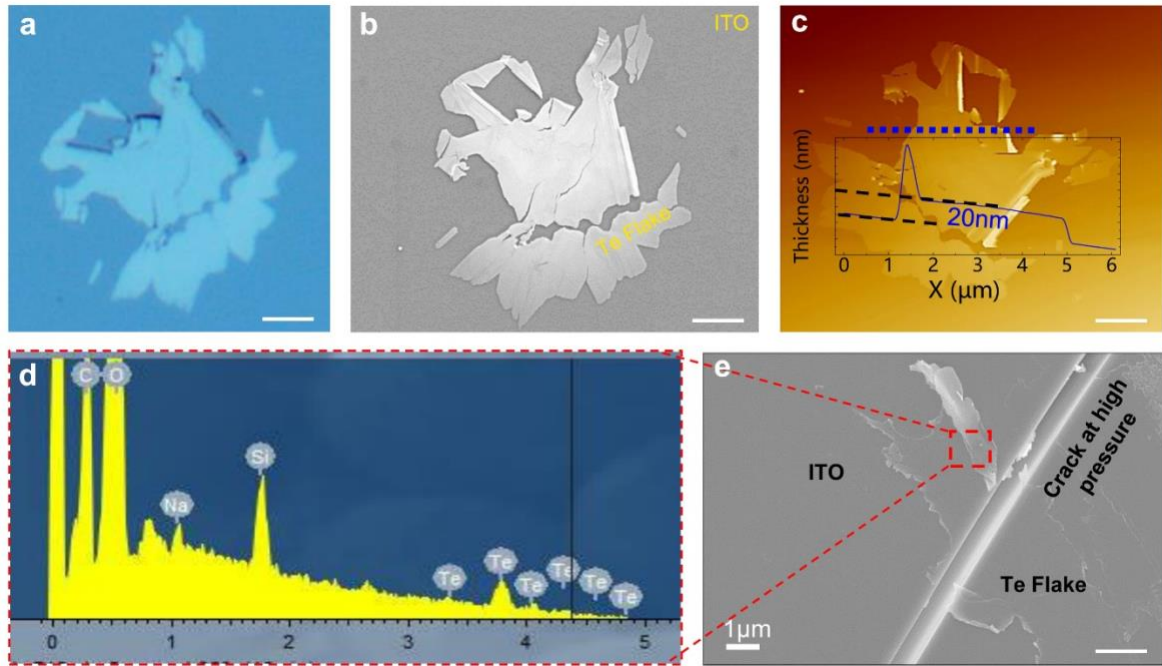 a
b
ITO
Te Flake
c
Thickness (nm)
20nm
0 1 2 3 4 5 6
X (μm)
d
C O
Na
Si
Te Te Te Te Te Te
0 1 2 3 4 5
e
ITO
Crack at high
pressure
Te Flake
1μm